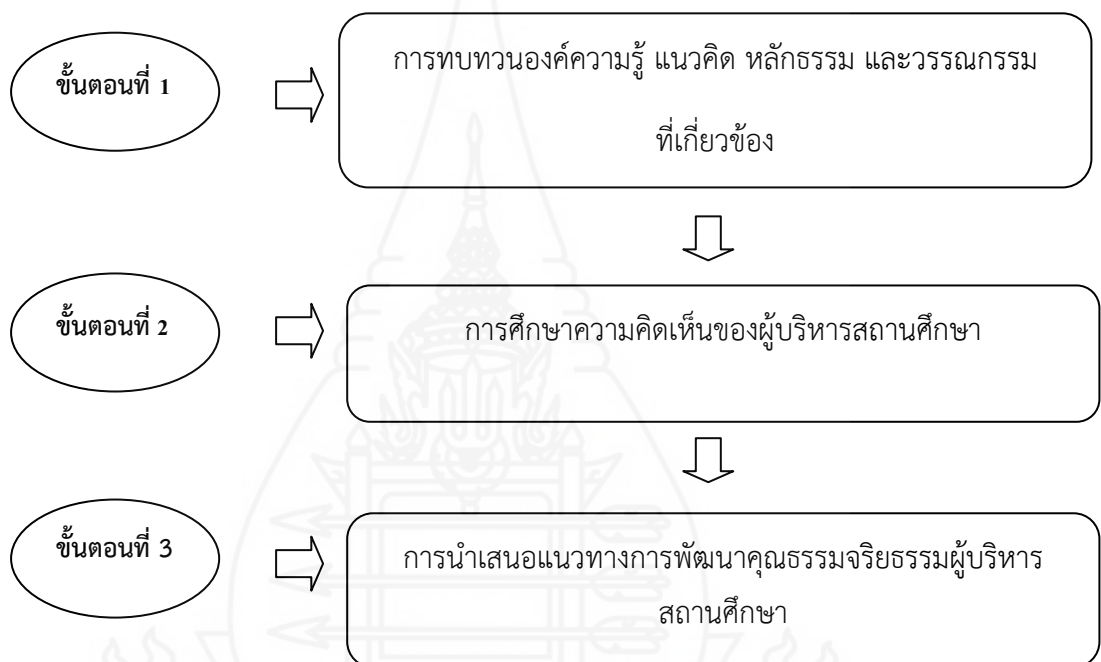 ขั้นตอนที่ 1
การทบทวนองค์ความรู้ แนวคิด หลักธรรม และวรรณกรรม
ที่เกี่ยวข้อง
ขั้นตอนที่ 2
การศึกษาความคิดเห็นของผู้บริหารสถานศึกษา
ขั้นตอนที่ 3
การนำเสนอแนวทางการพัฒนาคุณธรรมจริยธรรมผู้บริหาร
สถานศึกษา